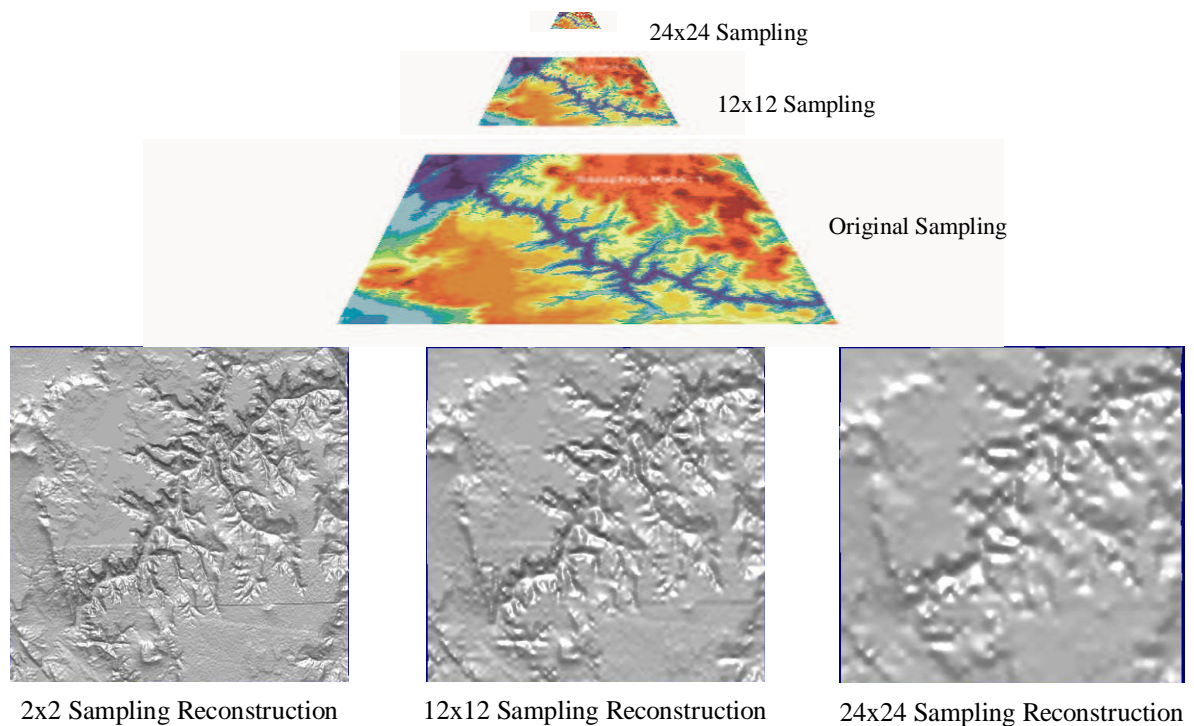 24x24 Sampling
12x12 Sampling
Original Sampling
2x2 Sampling Reconstruction
12x12 Sampling Reconstruction
24x24 Sampling Reconstruction